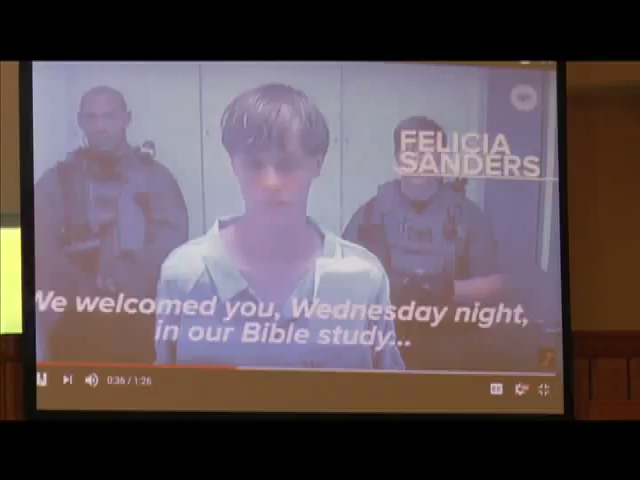 FELICIA
SANDERS
We welcomed you, Wednesday night,
in our Bible study...
0:36 / 1:26